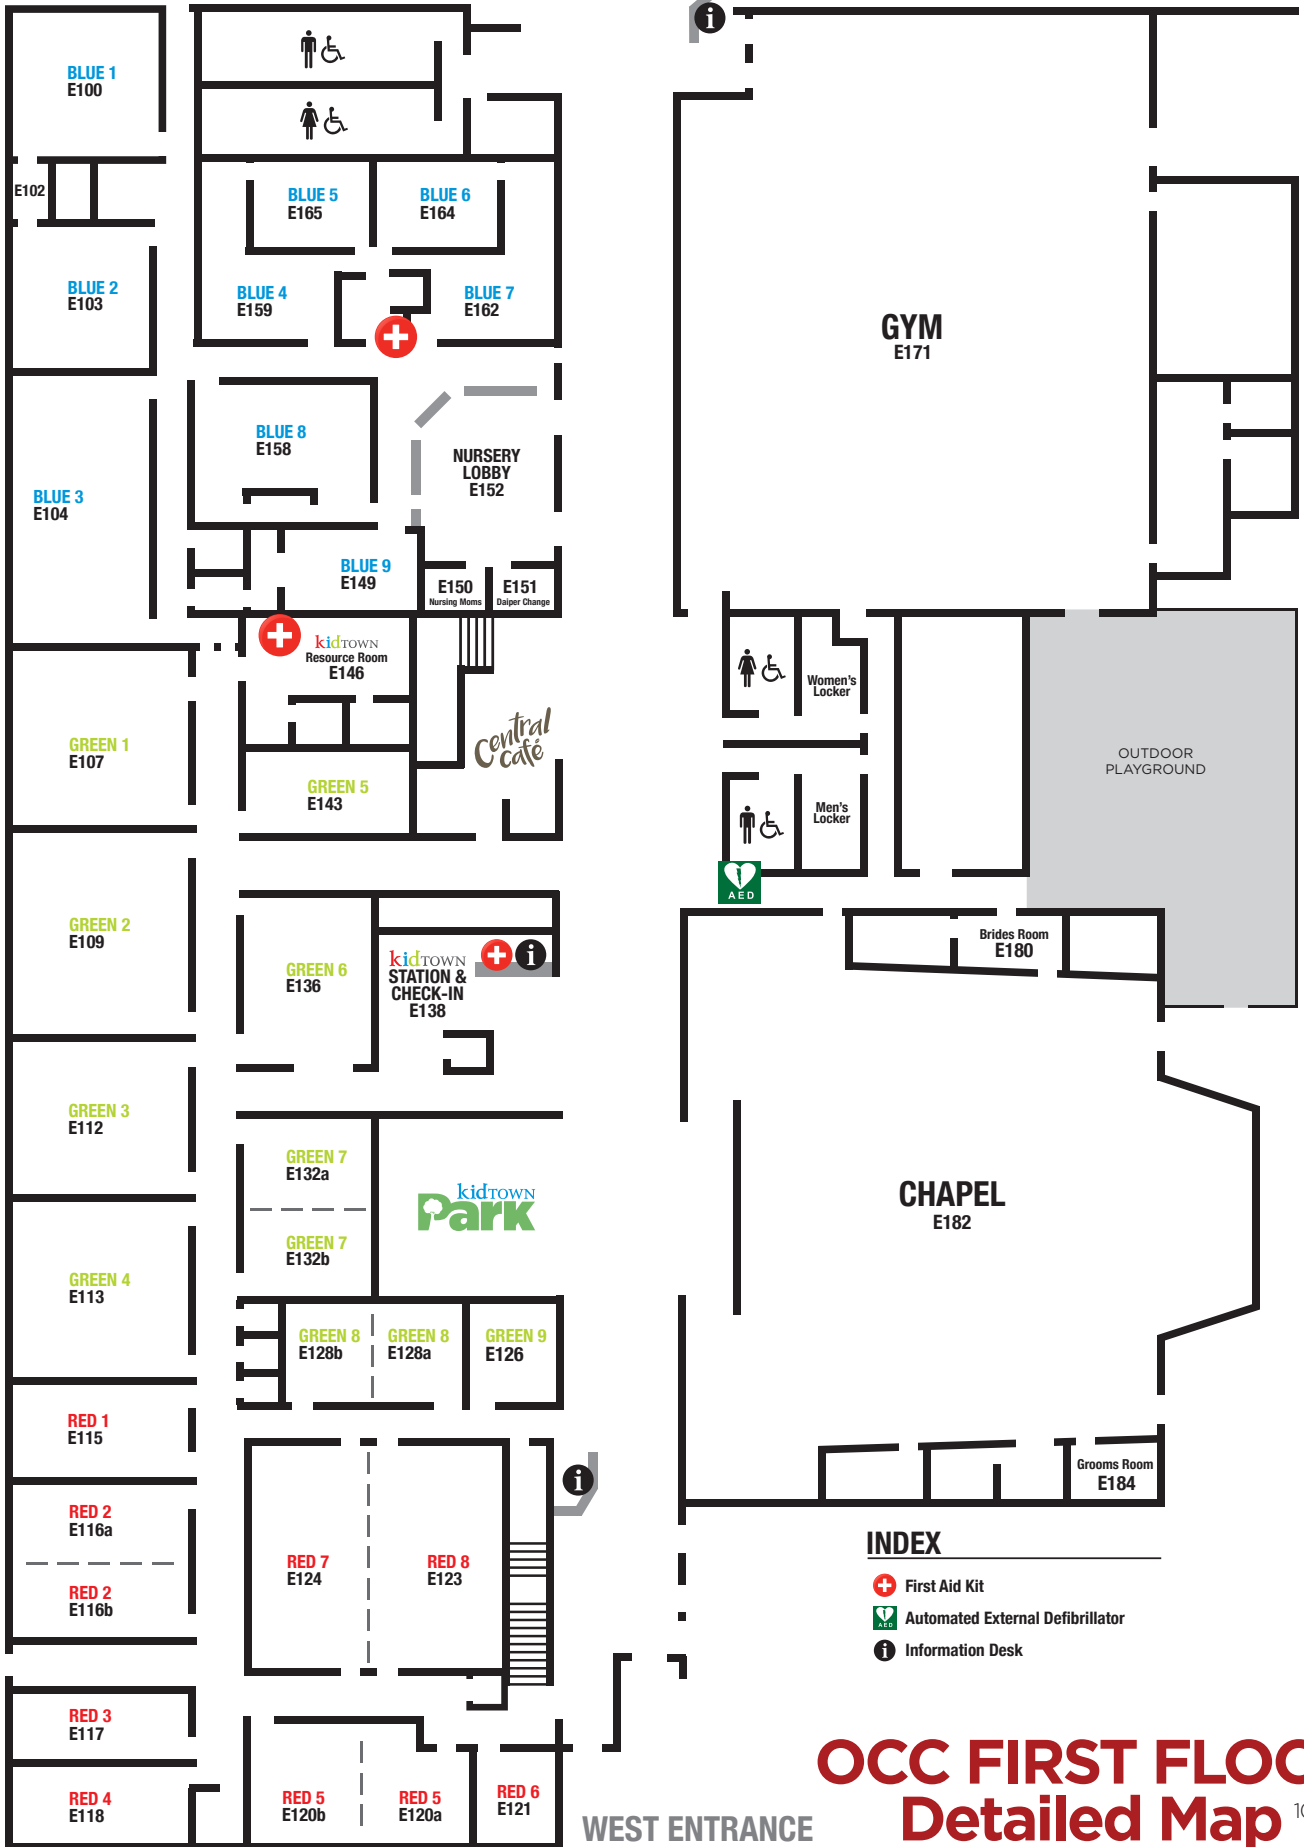 BLUE 1
E100
E102
BLUE 2
E103
BLUE 3
E104
BLUE 5
E165
BLUE 6
E164
BLUE 4
E159
BLUE 7
E162
BLUE 8
E158
NURSERY
LOBBY
E152
BLUE 9
E149
E150
Nursing Moms
E151
Daiper Change
kidTOWN
Resource Room
E146
Central
café
GREEN 1
E107
GREEN 5
E143
GREEN 2
E109
GREEN 6
E136
kidTOWN
STATION &
CHECK-IN
E138
GREEN 3
E112
GREEN 7
E132a
GREEN 7
E132b
kidTOWN
Park
GREEN 4
E113
GREEN 8
E128b
GREEN 8
E128a
GREEN 9
E126
RED 1
E115
RED 2
E116a
RED 2
E116b
RED 7
E124
RED 8
E123
RED 3
E117
RED 4
E118
RED 5
E120b
RED 5
E120a
RED 6
E121
WEST ENTRANCE
GYM
E171
Women's
Locker
Men's
Locker
AED
OUTDOOR
PLAYGROUND
Brides Room
E180
CHAPEL
E182
Grooms Room
E184
INDEX
First Aid Kit
AED
Automated External Defibrillator
Information Desk
OCC FIRST FLOO
Detailed Map